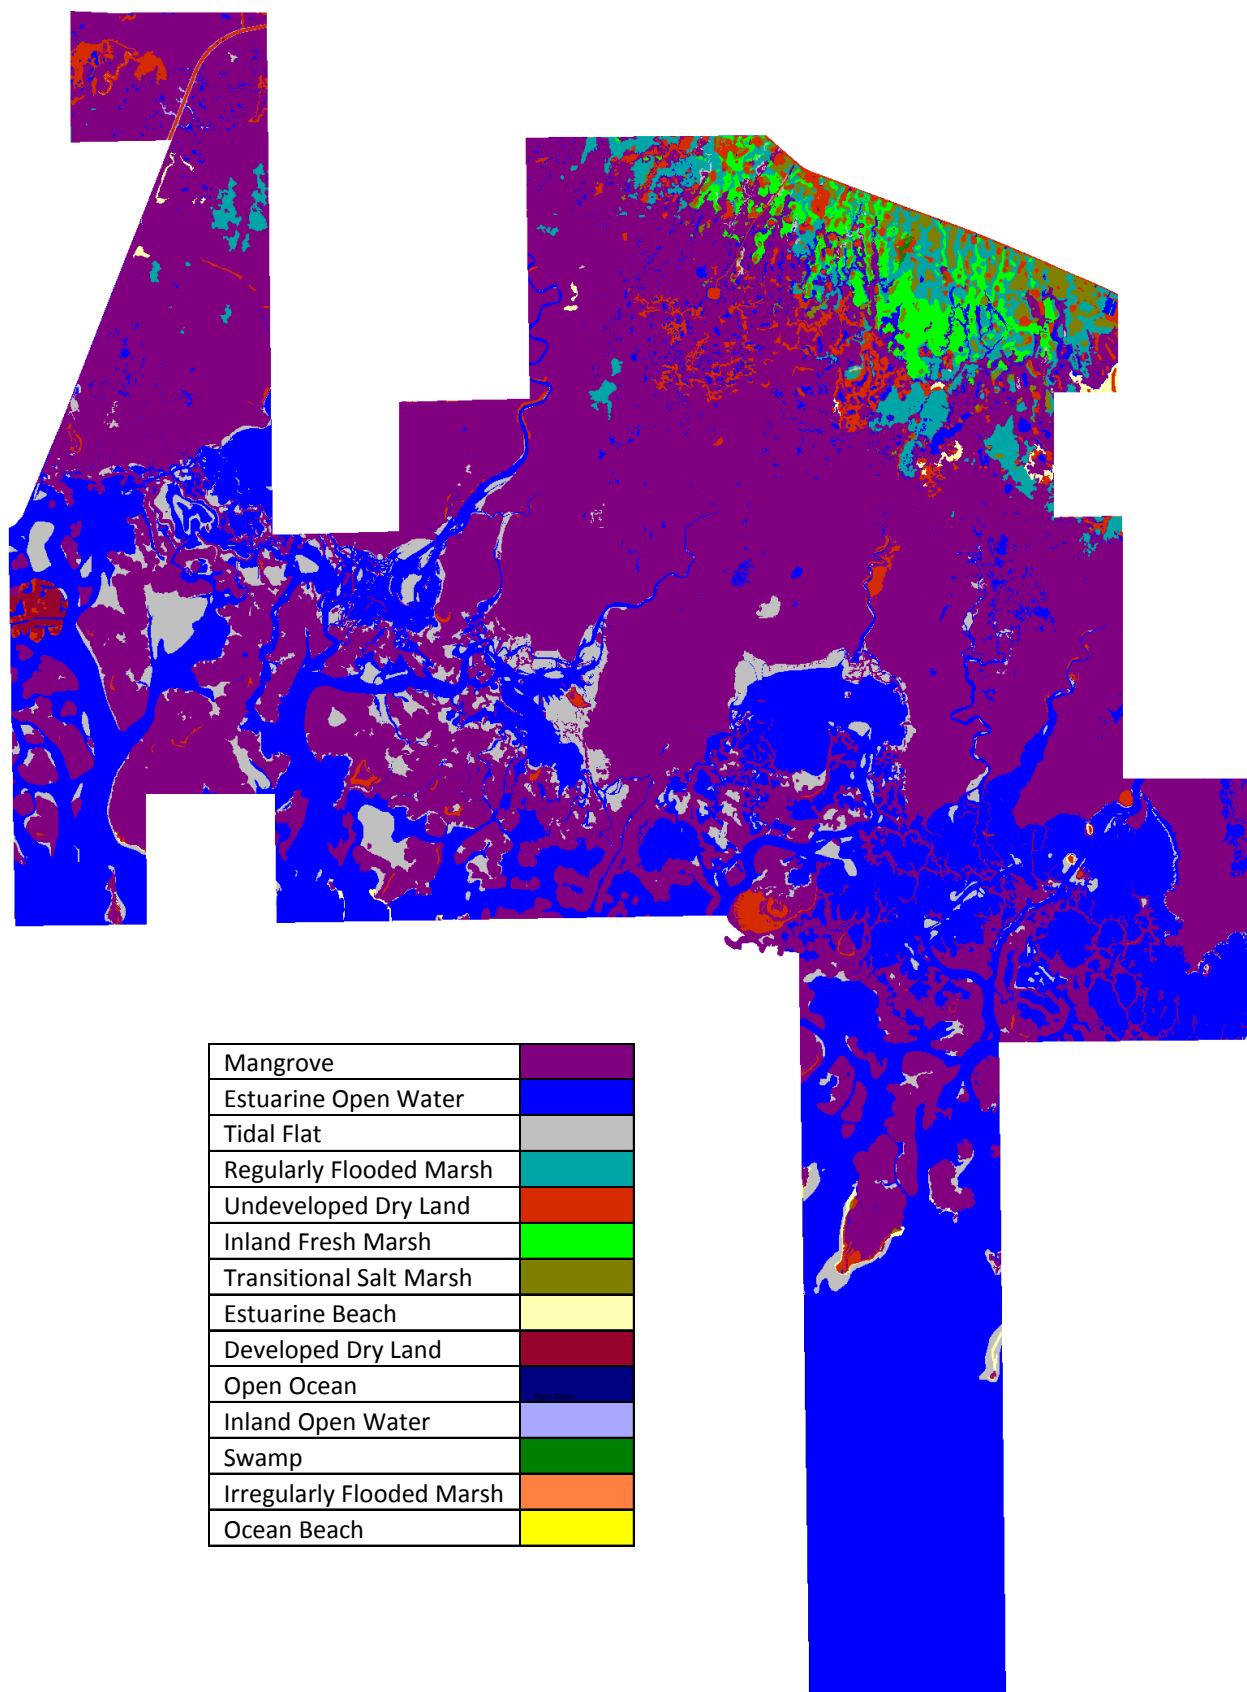 Mangrove
Estuarine Open Water
Tidal Flat
Regularly Flooded Marsh
Undeveloped Dry Land
Inland Fresh Marsh
Transitional Salt Marsh
Estuarine Beach
Developed Dry Land
Open Ocean
Inland Open Water
Swamp
Irregularly Flooded Marsh
Ocean Beach